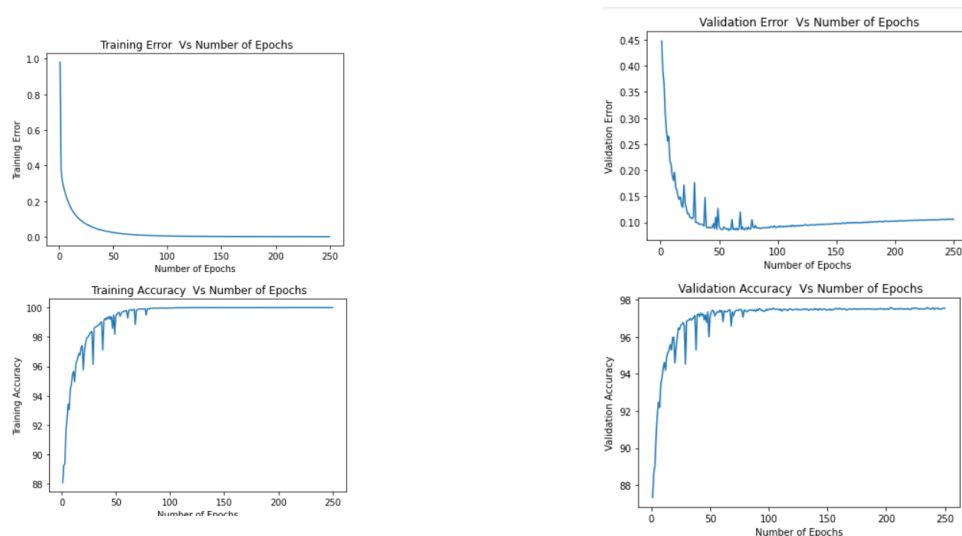 Training Error Vs Number of Epochs
1.0
0.8
0.6
0.4
0.2
0.0
Training Error
0 50 100 150 200 250
Number of Epochs
Validation Error Vs Number of Epochs
0.45
0.40
0.35
0.30
0.25
0.20
0.15
0.10
Validation Error
0 50 100 150 200 250
Number of Epochs
Training Accuracy Vs Number of Epochs
100
98
96
94
92
90
88
Training Accuracy
0 50 100 150 200 250
Number of Epochs
Validation Accuracy Vs Number of Epochs
98
96
94
92
90
88
Validation Accuracy
0 50 100 150 200 250
Number of Epochs